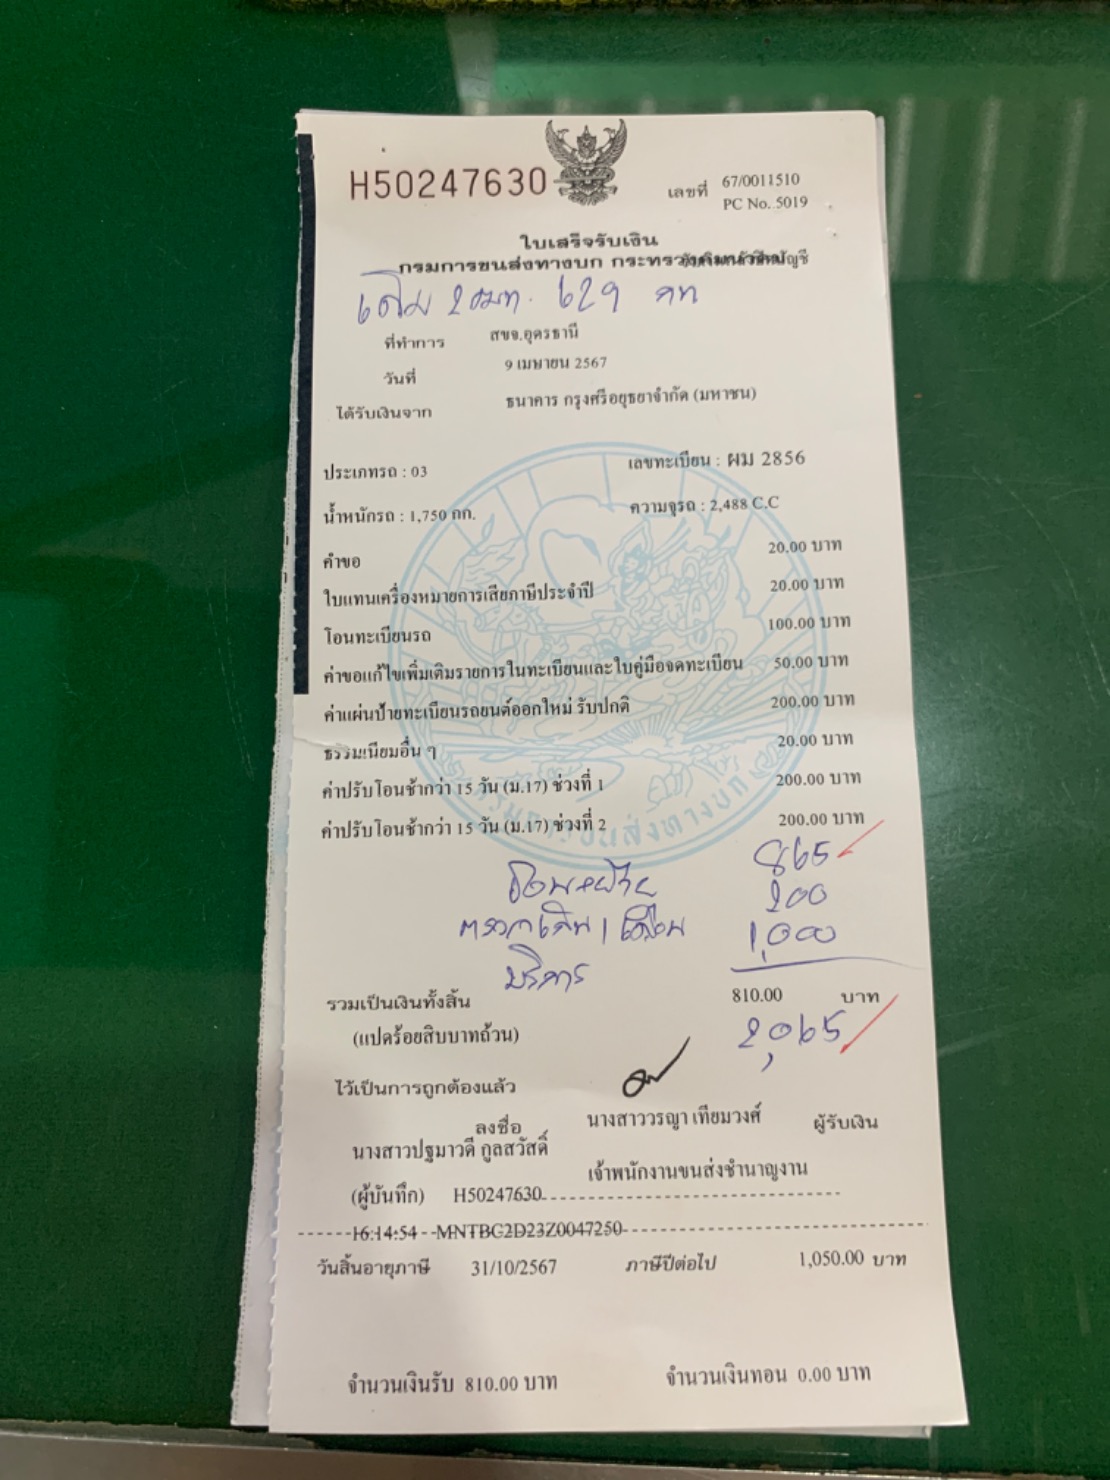 H50247630
เลขที่ 67/0011510
PC No. 5019
ใบเสร็จรับเงิน
กรมการขนส่งทางบก กระทรวงคมนาคม
เดิม 2ฒท. 629 กท
ที่ทำการ สขจ.อุดรธานี
วันที่ 9 เมษายน 2567
ได้รับเงินจาก ธนาคาร กรุงศรีอยุธยาจำกัด (มหาชน)
ประเภทรถ : 03 เลขทะเบียน : ผม 2856
น้ำหนักรถ : 1,750 กก. ความจุรถ : 2,488 C.C
คำขอ 20.00 บาท
ใบแทนเครื่องหมายการเสียภาษีประจำปี 20.00 บาท
โอนทะเบียนรถ 100.00 บาท
ค่าขอแก้ไขเพิ่มเติมรายการในทะเบียนและใบคู่มือจดทะเบียน 50.00 บาท
ค่าแผ่นป้ายทะเบียนรถยนต์ออกใหม่ รับปกติ 200.00 บาท
ธรรมเนียมอื่น ๆ 20.00 บาท
ค่าปรับโอนช้ากว่า 15 วัน (ม.17) ช่วงที่ 1 200.00 บาท
ค่าปรับโอนช้ากว่า 15 วัน (ม.17) ช่วงที่ 2 200.00 บาท
865
200
1,000
บริการ
รวมเป็นเงินทั้งสิ้น 810.00 บาท
(แปดร้อยสิบบาทถ้วน) 2,065
ไว้เป็นการถูกต้องแล้ว
ลงชื่อ นางสาววรญา เทียมวงศ์ ผู้รับเงิน
นางสาวปฐมาวดี กูลสวัสดิ์
เจ้าพนักงานขนส่งชำนาญงาน
(ผู้บันทึก) H50247630
16:14:54 MNTBC2D23Z0047250
วันสิ้นอายุภาษี 31/10/2567 ภาษีปีต่อไป 1,050.00 บาท
จำนวนเงินรับ 810.00 บาท จำนวนเงินทอน 0.00 บาท